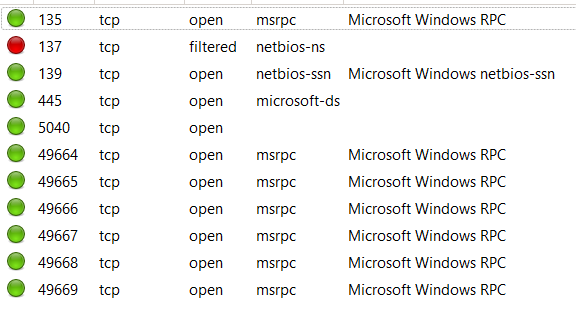 135 tcp open msrpc Microsoft Windows RPC
137 tcp filtered netbios-ns
139 tcp open netbios-ssn Microsoft Windows netbios-ssn
445 tcp open microsoft-ds
5040 tcp open
49664 tcp open msrpc Microsoft Windows RPC
49665 tcp open msrpc Microsoft Windows RPC
49666 tcp open msrpc Microsoft Windows RPC
49667 tcp open msrpc Microsoft Windows RPC
49668 tcp open msrpc Microsoft Windows RPC
49669 tcp open msrpc Microsoft Windows RPC